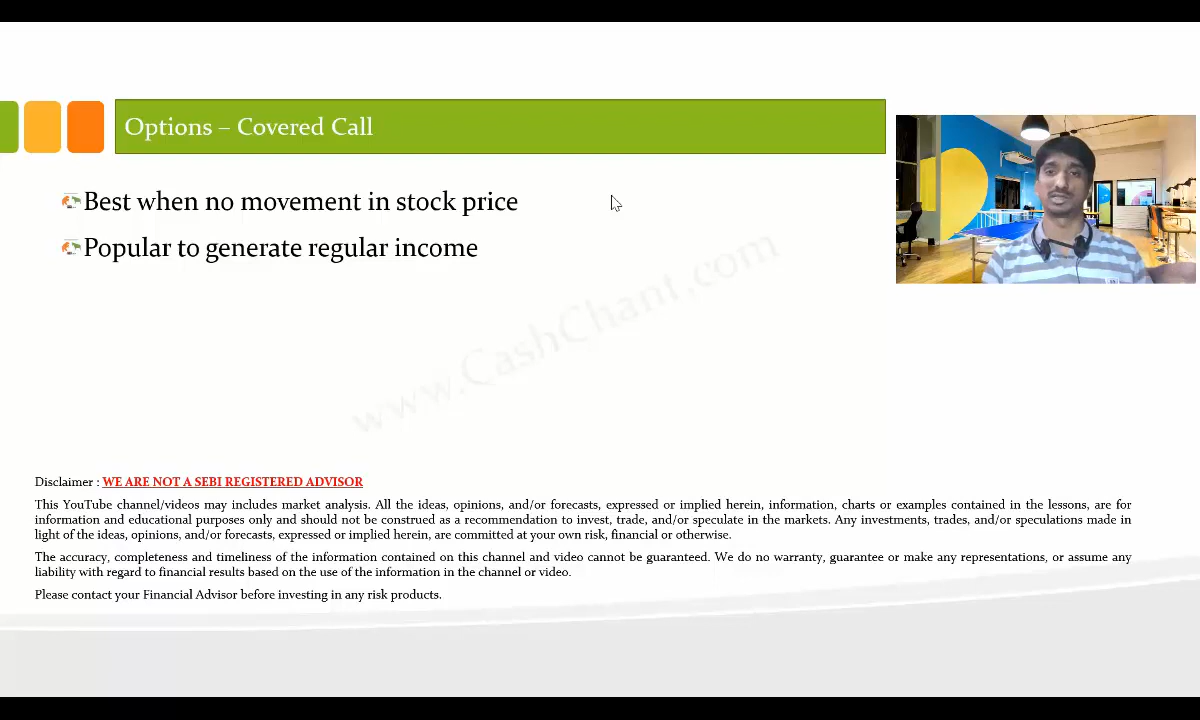 Options – Covered Call
Best when no movement in stock price
Popular to generate regular income
www.CashChant.com
Disclaimer : WE ARE NOT A SEBI REGISTERED ADVISOR
This YouTube channel/videos may includes market analysis. All the ideas, opinions, and/or forecasts, expressed or implied herein, information, charts or examples contained in the lessons, are for
information and educational purposes only and should not be construed as a recommendation to invest, trade, and/or speculate in the markets. Any investments, trades, and/or speculations made in
light of the ideas, opinions, and/or forecasts, expressed or implied herein, are committed at your own risk, financial or otherwise.
The accuracy, completeness and timeliness of the information contained on this channel and video cannot be guaranteed. We do no warranty, guarantee or make any representations, or assume any
liability with regard to financial results based on the use of the information in the channel or video.
Please contact your Financial Advisor before investing in any risk products.